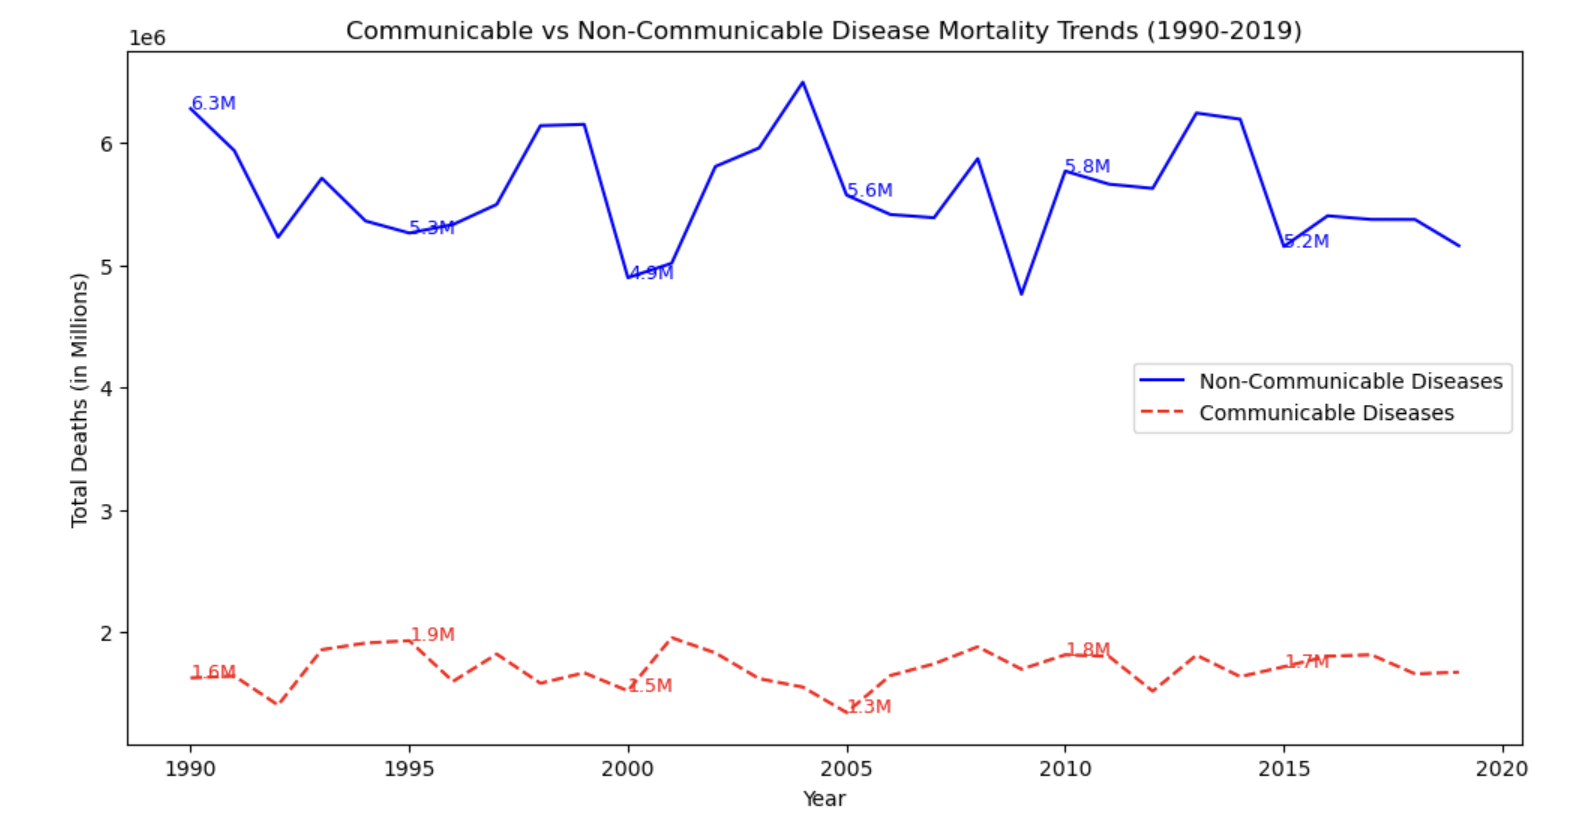 Communicable vs Non-Communicable Disease Mortality Trends (1990-2019)
1e6
6.3M
5.3M
4.9M
5.6M
5.8M
5.2M
6
5
4
3
2
Total Deaths (in Millions)
Non-Communicable Diseases
Communicable Diseases
1.6M
1.9M
1.5M
1.3M
1.8M
1.7M
1990 1995 2000 2005 2010 2015 2020
Year